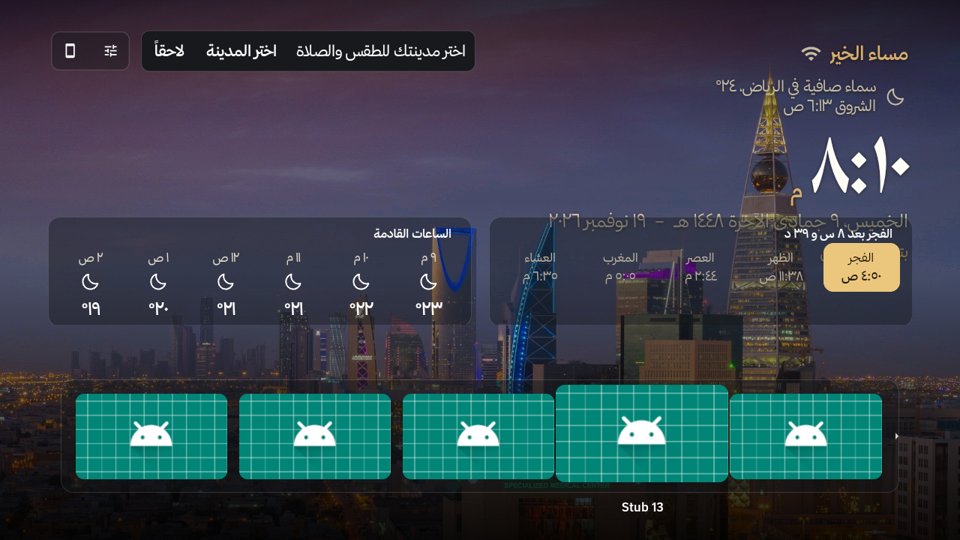 مساء الخير
سماء صافية في الرياض، ٢٤°
الشروق ٦:١٣ ص
٨:١٠ م
الخميس، ٩ جمادى الآخرة ١٤٤٨ هـ – ١٩ نوفمبر ٢٠٢٦
اختر مدينتك للطقس والصلاة اختر المدينة لاحقاً
الفجر بعد ٨ س و ٣٩ د
الفجر الظهر العصر المغرب العشاء
٤:٥٠ ص ١١:٣٨ ص ٢:٤٤ م ٥:٠٥ م ٦:٣٥ م
الساعات القادمة
٩ م ١٠ م ١١ م ١٢ ص ١ ص ٢ ص
٢٣° ٢٢° ٢١° ٢١° ٢٠° ١٩°
SPECIALIZED MEDICAL CENTER
Stub 13